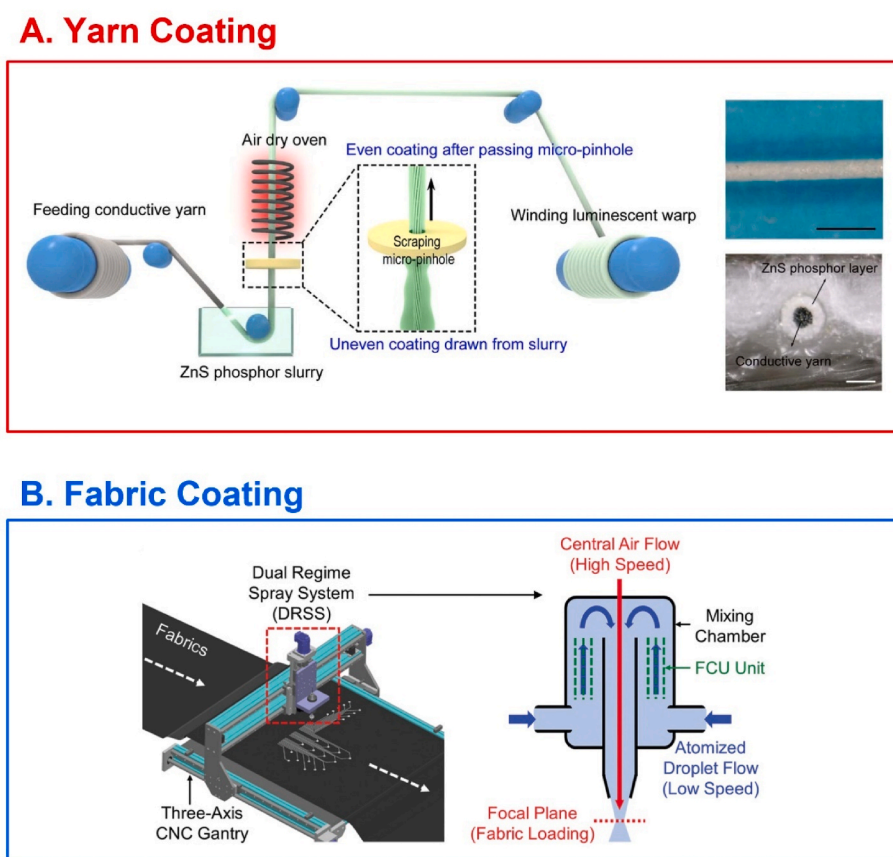 A. Yarn Coating
Air dry oven
Even coating after passing micro-pinhole
Feeding conductive yarn
Scraping
micro-pinhole
Winding luminescent warp
Uneven coating drawn from slurry
ZnS phosphor slurry
ZnS phosphor layer
Conductive yarn
B. Fabric Coating
Dual Regime
Spray System
(DRSS)
Fabrics
Three-Axis
CNC Gantry
Central Air Flow
(High Speed)
Mixing
Chamber
FCU Unit
Atomized
Droplet Flow
(Low Speed)
Focal Plane
(Fabric Loading)